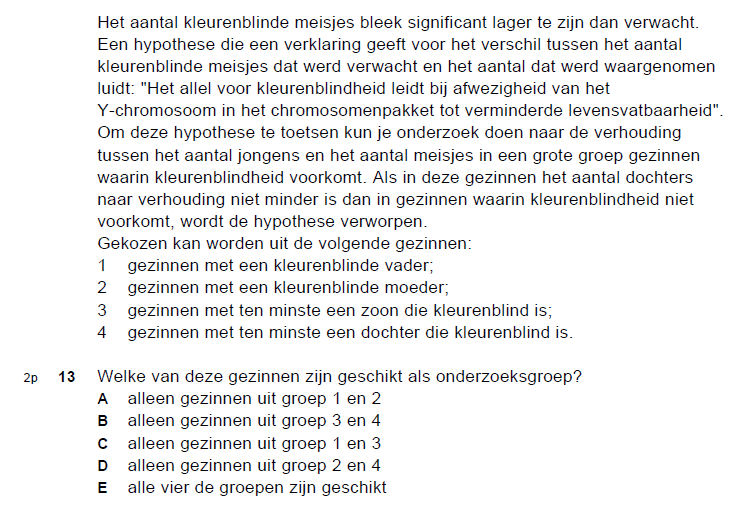 Het aantal kleurenblinde meisjes bleek significant lager te zijn dan verwacht.
Een hypothese die een verklaring geeft voor het verschil tussen het aantal
kleurenblinde meisjes dat werd verwacht en het aantal dat werd waargenomen
luidt: "Het allel voor kleurenblindheid leidt bij afwezigheid van het
Y-chromosoom in het chromosomenpakket tot verminderde levensvatbaarheid".
Om deze hypothese te toetsen kun je onderzoek doen naar de verhouding
tussen het aantal jongens en het aantal meisjes in een grote groep gezinnen
waarin kleurenblindheid voorkomt. Als in deze gezinnen het aantal dochters
naar verhouding niet minder is dan in gezinnen waarin kleurenblindheid niet
voorkomt, wordt de hypothese verworpen.
Gekozen kan worden uit de volgende gezinnen:
1 gezinnen met een kleurenblinde vader;
2 gezinnen met een kleurenblinde moeder;
3 gezinnen met ten minste een zoon die kleurenblind is;
4 gezinnen met ten minste een dochter die kleurenblind is.
2p 13 Welke van deze gezinnen zijn geschikt als onderzoeksgroep?
A alleen gezinnen uit groep 1 en 2
B alleen gezinnen uit groep 3 en 4
C alleen gezinnen uit groep 1 en 3
D alleen gezinnen uit groep 2 en 4
E alle vier de groepen zijn geschikt